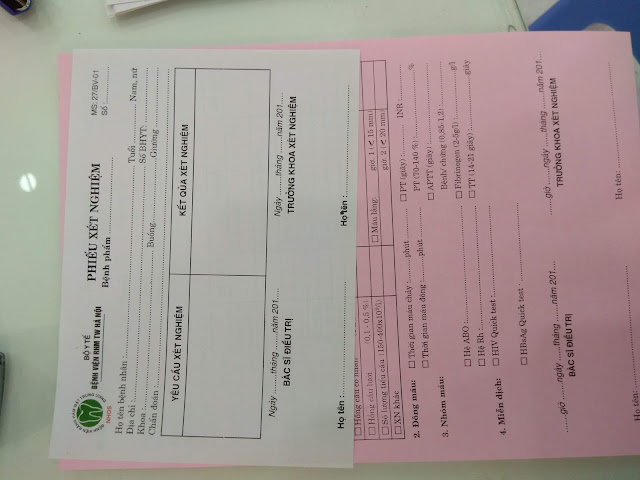 BỘ Y TẾ
BỆNH VIỆN RHM TW HÀ NỘI
NHOS
PHIẾU XÉT NGHIỆM
Bệnh phẩm
MS: 27/BV-01
Số :
Họ tên bệnh nhân : Tuổi Nam, nữ
Địa chỉ : Số BHYT:
Khoa : Buồng Giường
Chẩn đoán :
YÊU CẦU XÉT NGHIỆM KẾT QỦA XÉT NGHIỆM
Ngày ........tháng ........năm 201.... Ngày ........tháng ........năm 201....
BÁC SĨ ĐIỀU TRỊ TRƯỞNG KHOA XÉT NGHIỆM
Họ tên : Họ tên :
□ Hồng cầu lưới (0,1 - 0,5 %) □ Máu lắng: giờ 1 (< 15 mm)
□ Số lượng tiểu cầu (150-400x10⁹/l) giờ 2 (< 20 mm)
□ XN khác
2. Đông máu: □ Thời gian máu chảy :........phút □ PT (giây) : INR
□ Thời gian máu đông :........phút PT (70-140 %) %
□ APTT (giây)
3. Nhóm máu: Bệnh/ chứng (0,85-1,2)
□ Hệ ABO : □ Fibrinogen (2-5g/l) g/l
□ Hệ Rh : □ TT (14-21 giây) giây
4. Miễn dịch: □ HIV Quick test :
□ HBsAg Quick test :
.......giờ ........ngày ......tháng ........năm 201.... .......giờ ........ngày ......tháng ........năm 201....
BÁC SĨ ĐIỀU TRỊ TRƯỞNG KHOA XÉT NGHIỆM
Họ tên: Họ tên: